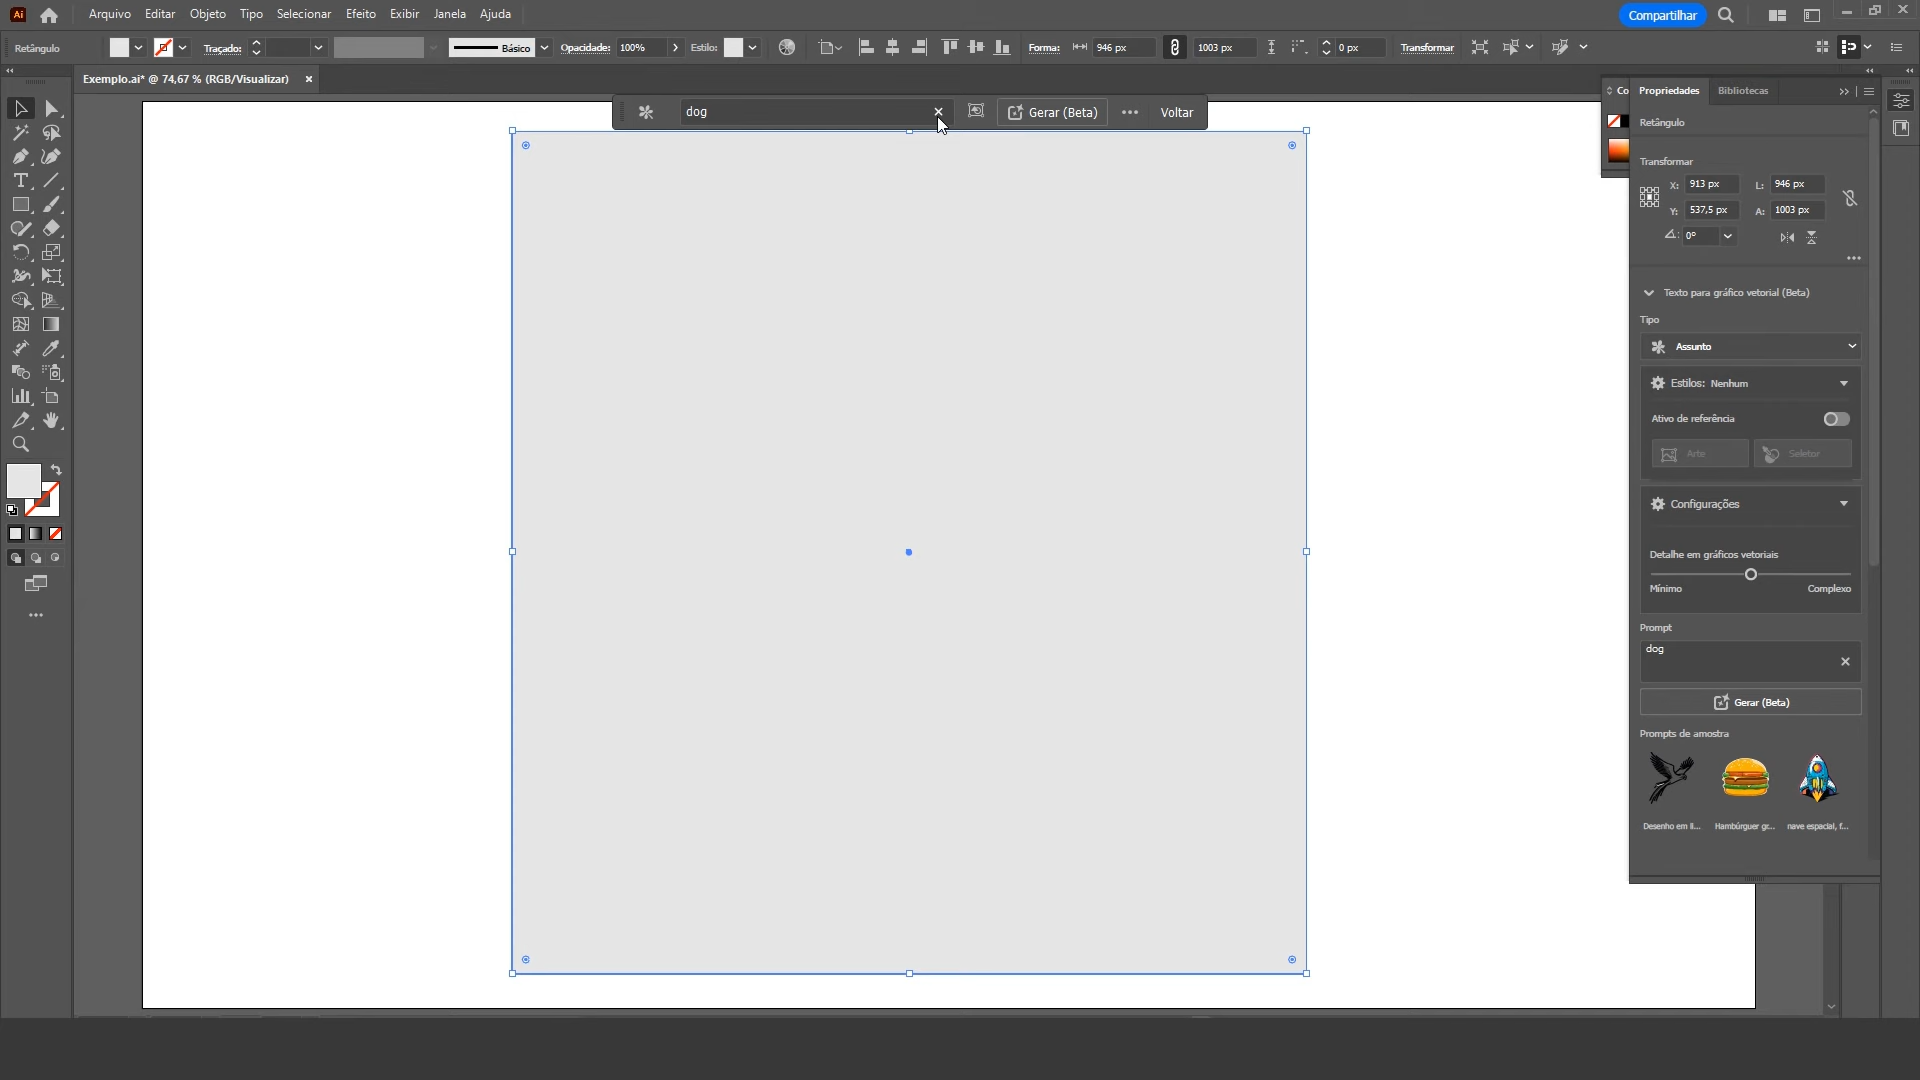 Ai Arquivo Editar Objeto Tipo Selecionar Efeito Exibir Janela Ajuda Compartilhar
Retângulo Traçado: Básico Opacidade: 100% Estilo: Forma: 946 px 1003 px 0 px Transformar
Exemplo.ai* @ 74,67 % (RGB/Visualizar)
dog Gerar (Beta) Voltar
Co Propriedades Bibliotecas
Retângulo
Transformar
X: 913 px L: 946 px
Y: 537,5 px A: 1003 px
0°
Texto para gráfico vetorial (Beta)
Tipo
Assunto
Estilos: Nenhum
Ativo de referência
Arte Seletor
Configurações
Detalhe em gráficos vetoriais
Mínimo Complexo
Prompt
dog
Gerar (Beta)
Prompts de amostra
Desenho em li... Hambúrguer gr... nave espacial, f...